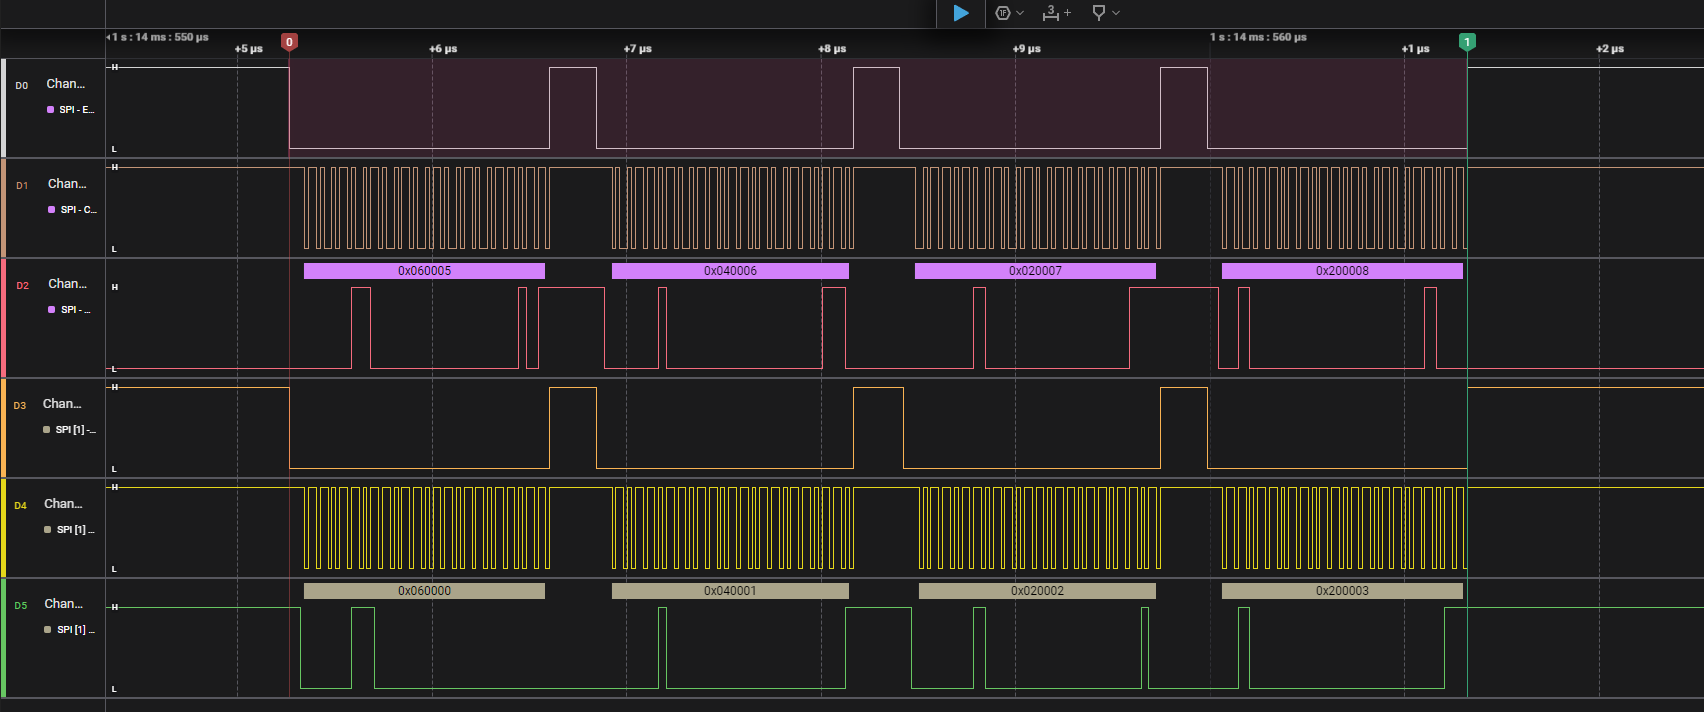 3 +
1 s : 14 ms : 550 µs
1 s : 14 ms : 560 µs
+5 µs 0 +6 µs +7 µs +8 µs +9 µs +1 µs 1 +2 µs
D0 Chan...
SPI - E...
H
L
D1 Chan...
SPI - C...
H
L
0x060005 0x040006 0x020007 0x200008
D2 Chan...
SPI - ...
H
L
D3 Chan...
SPI [1] -...
H
L
D4 Chan...
SPI [1] ...
H
L
0x060000 0x040001 0x020002 0x200003
D5 Chan...
SPI [1] ...
H
L